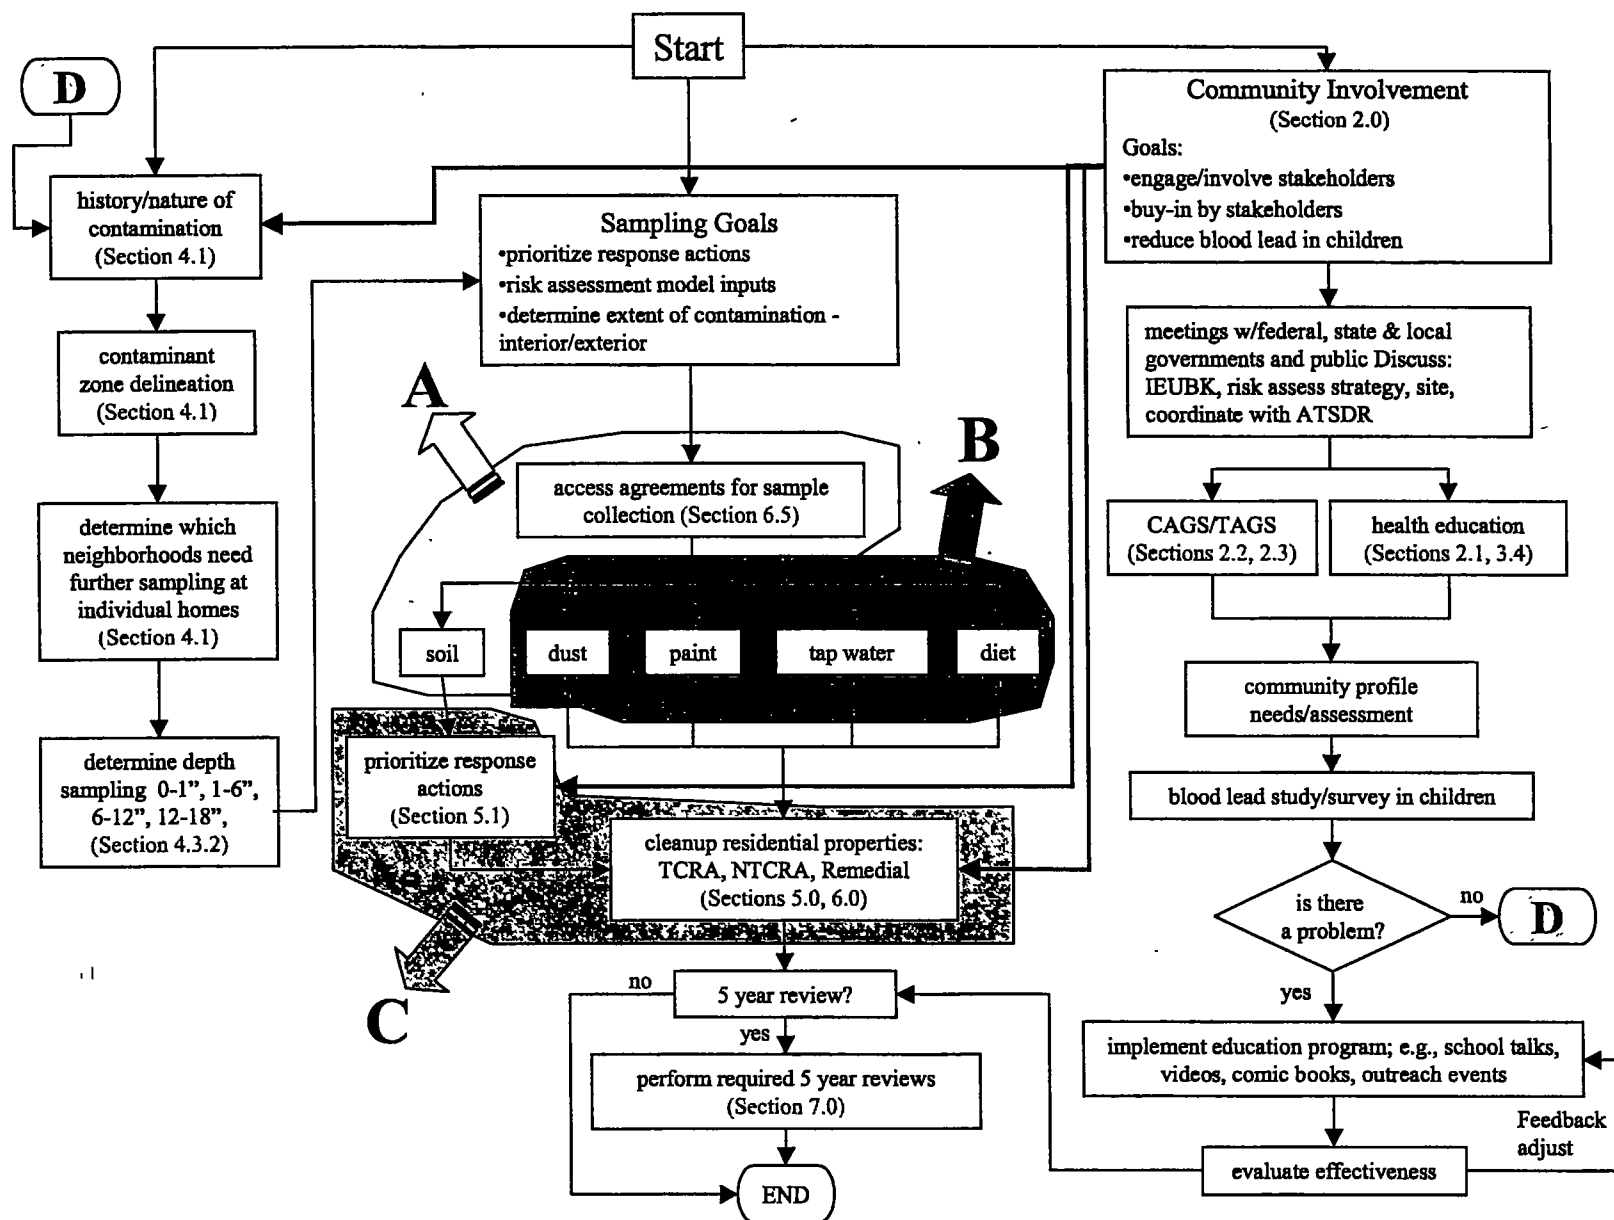 Start
D
history/nature of
contamination
(Section 4.1)
contaminant
zone delineation
(Section 4.1)
determine which
neighborhoods need
further sampling at
individual homes
(Section 4.1)
determine depth
sampling 0-1”, 1-6”,
6-12”, 12-18”,
(Section 4.3.2)
Sampling Goals
•prioritize response actions
•risk assessment model inputs
•determine extent of contamination -
interior/exterior
A
B
access agreements for sample
collection (Section 6.5)
soil
dust
paint
tap water
diet
prioritize response
actions
(Section 5.1)
cleanup residential properties:
TCRA, NTCRA, Remedial
(Sections 5.0, 6.0)
C
no
5 year review?
yes
perform required 5 year reviews
(Section 7.0)
END
Community Involvement
(Section 2.0)
Goals:
•engage/involve stakeholders
•buy-in by stakeholders
•reduce blood lead in children
meetings w/federal, state & local
governments and public Discuss:
IEUBK, risk assess strategy, site,
coordinate with ATSDR
CAGS/TAGS
(Sections 2.2, 2.3)
health education
(Sections 2.1, 3.4)
community profile
needs/assessment
blood lead study/survey in children
is there
a problem?
no
D
yes
implement education program; e.g., school talks,
videos, comic books, outreach events
Feedback
adjust
evaluate effectiveness